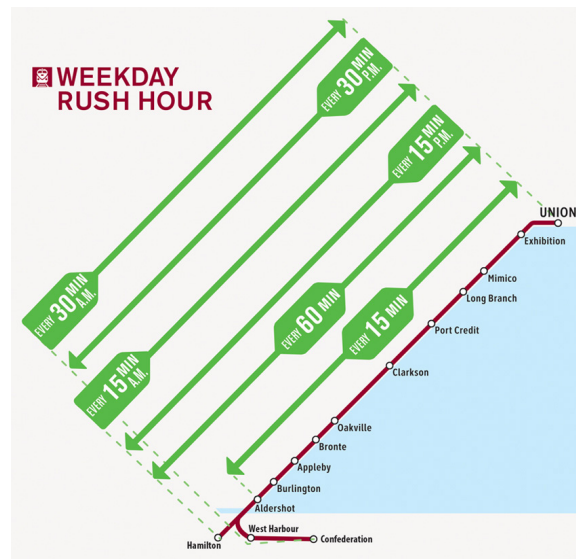 WEEKDAY
RUSH HOUR
EVERY 30 MIN P.M.
EVERY 15 MIN P.M.
EVERY 30 MIN A.M.
EVERY 15 MIN A.M.
EVERY 60 MIN
EVERY 15 MIN
UNION
Exhibition
Mimico
Long Branch
Port Credit
Clarkson
Oakville
Bronte
Appleby
Burlington
Aldershot
West Harbour
Hamilton
Confederation